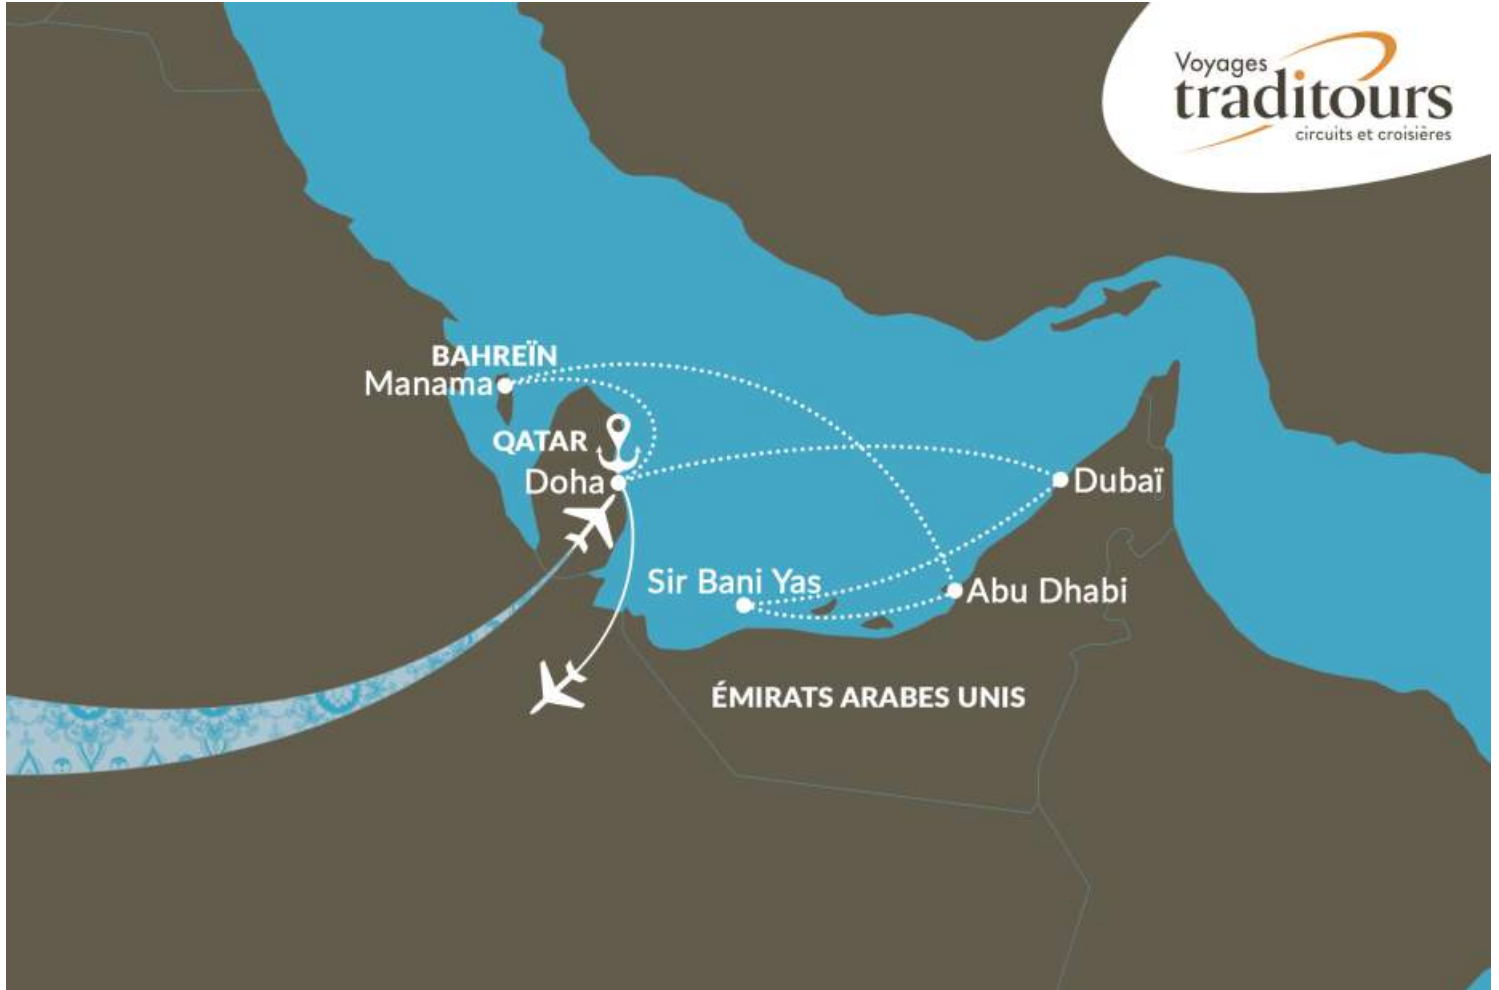 Voyages
traditours
circuits et croisières
BAHREÏN
Manama
QATAR
Doha
Dubaï
Sir Bani Yas
Abu Dhabi
ÉMIRATS ARABES UNIS